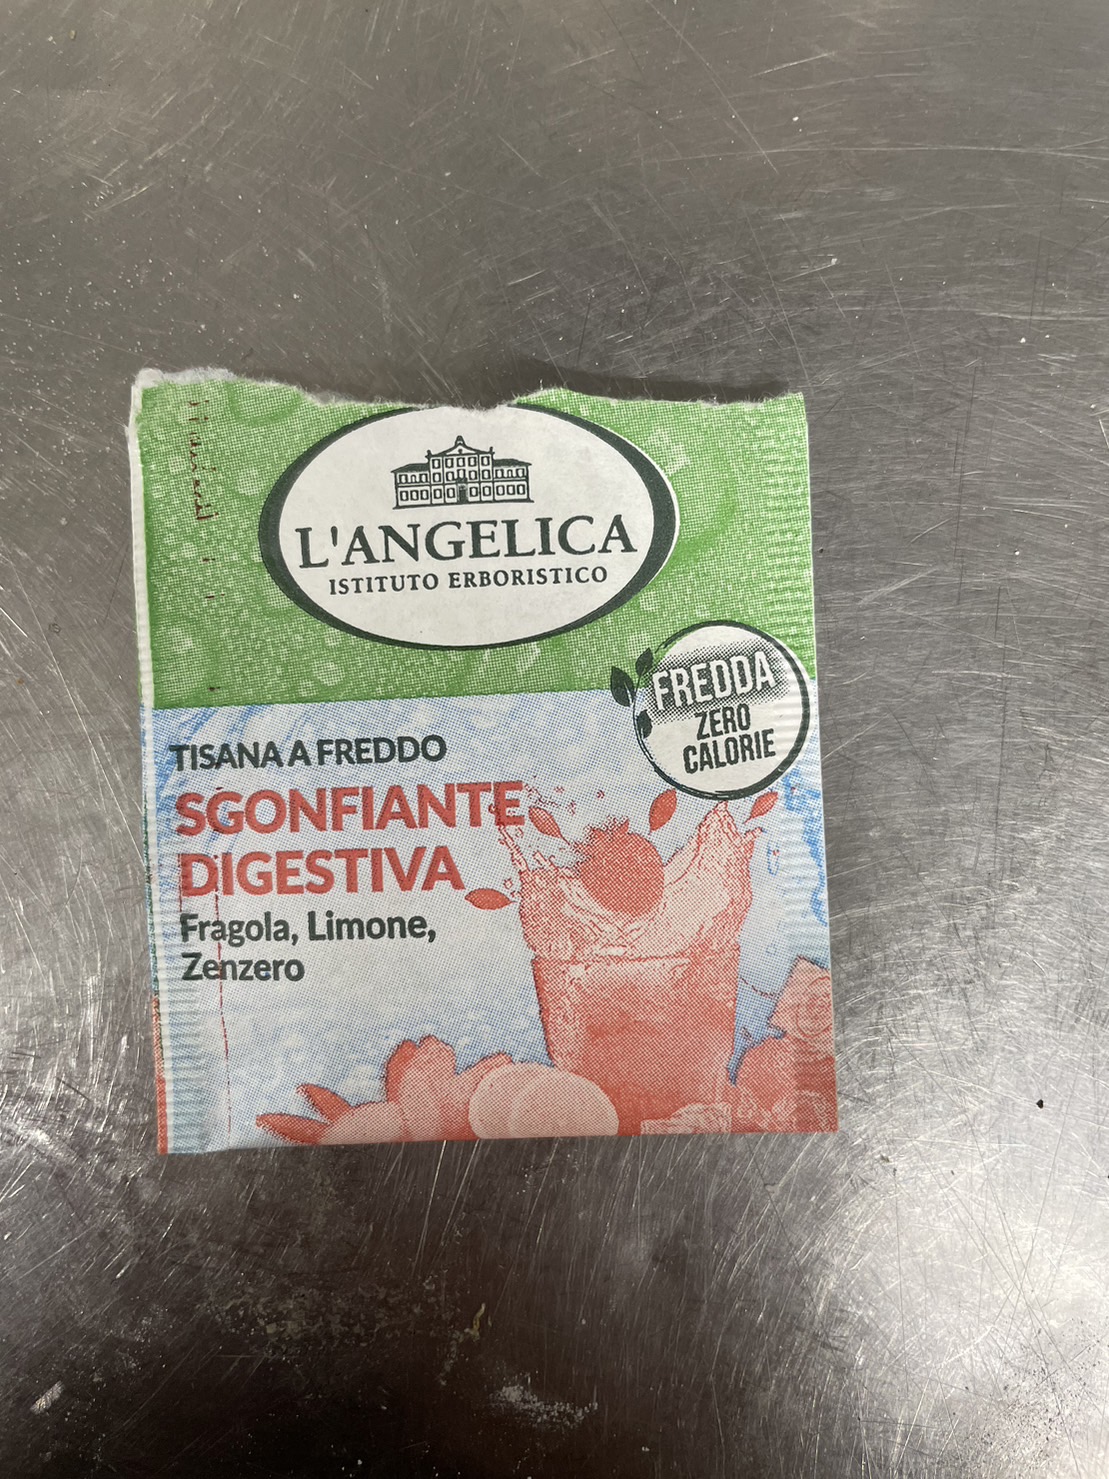 L'ANGELICA
ISTITUTO ERBORISTICO
FREDDA
ZERO
CALORIE
TISANA A FREDDO
SGONFIANTE
DIGESTIVA
Fragola, Limone,
Zenzero